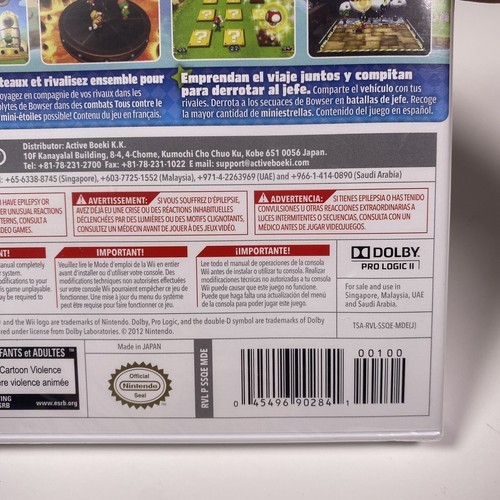 teaux et rivalisez ensemble pour
voyagez en compagnie de vos rivaux dans les
lytes de Bowser dans des combats Tous contre le
mini-étoiles possible! Contenu du jeu en français.
Emprendan el viaje juntos y compitan
para derrotar al jefe. Comparte el vehículo con tus
rivales. Derrota a los secuaces de Bowser en batallas de jefe. Recoge
la mayor cantidad de miniestrellas. Contenido del juego en español.
Distributor: Active Boeki K.K.
10F Kanayalal Building, 8-4, 4-Chome, Kumochi Cho Chuo Ku, Kobe 651 0056 Japan.
Tel: +81-78-231-2700 Fax: +81-78-231-1022 E mail: support@activeboeki.com
+65-6338-8745 (Singapore), +603-7725-1552 (Malaysia), +971-4-2263969 (UAE) and +966-1-414-0890 (Saudi Arabia)
HAVE EPILEPSY OR
ER UNUSUAL REACTIONS
TTERNS, CONSULT A
VIDEO GAMES.
AVERTISSEMENT: SI VOUS SOUFFREZ D'ÉPILEPSIE,
AVEZ DÉJÀ EU UNE CRISE OU DES RÉACTIONS INHABITUELLES
DÉCLENCHÉES PAR DES LUMIÈRES OU DES MOTIFS CLIGNOTANTS,
CONSULTEZ UN MÉDECIN AVANT DE JOUER À DES JEUX VIDÉO.
ADVERTENCIA: SI TIENES EPILEPSIA O HAS TENIDO
CONVULSIONES U OTRAS REACCIONES EXTRAORDINARIAS A
LUCES INTERMITENTES O SECUENCIAS, CONSULTA CON UN
MÉDICO ANTES DE JUGAR VIDEOJUEGOS.
NT!
manual completely
system.
difications to your
is game unplayable.
may be required to
IMPORTANT!
Veuillez lire le Mode d'emploi de la Wii en entier
avant d'installer ou d'utiliser votre console. Des
modifications techniques non autorisées effectuées
sur votre console Wii pourraient empêcher ce jeu de
fonctionner. Une mise à jour du menu du système
peut être requise pour faire fonctionner ce jeu.
¡IMPORTANTE!
Lee todo el manual de operaciones de la consola
Wii antes de instalar o utilizar tu consola. Realizar
modificaciones técnicas no autorizadas a tu consola
Wii puede causar que este juego no funcione.
Puede que haga falta una actualización del menú
de la consola para poder jugar este juego.
DOLBY
PRO LOGIC II
For sale and use in
Singapore, Malaysia, UAE
and Saudi Arabia.
and the Wii logo are trademarks of Nintendo. Dolby, Pro Logic, and the double-D symbol are trademarks of Dolby
red under license from Dolby Laboratories. © 2012 Nintendo.
TSA-RVL-SSQE-MDE(J)
FANTS et ADULTES™
Cartoon Violence
ère violence animée
TING
SRB
www.esrb.org
Made in JAPAN
Official
Nintendo
Seal
RVL P SSQE MDE
00100
0 45496 90284 1